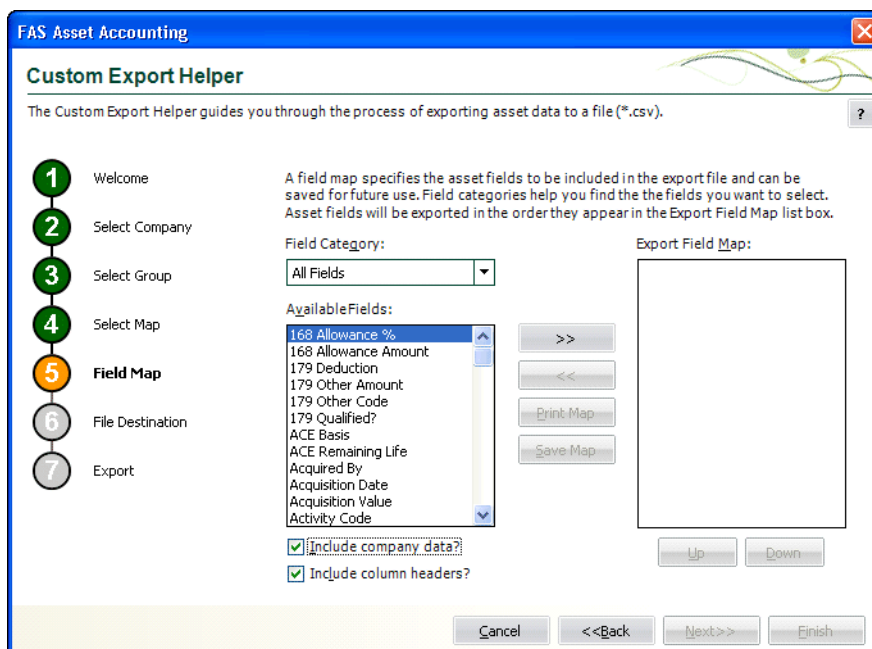 FAS Asset Accounting
Custom Export Helper
The Custom Export Helper guides you through the process of exporting asset data to a file (*.csv).
?
1 Welcome
2 Select Company
3 Select Group
4 Select Map
5 Field Map
6 File Destination
7 Export
A field map specifies the asset fields to be included in the export file and can be
saved for future use. Field categories help you find the the fields you want to select.
Asset fields will be exported in the order they appear in the Export Field Map list box.
Field Category:
All Fields
Available Fields:
168 Allowance %
168 Allowance Amount
179 Deduction
179 Other Amount
179 Other Code
179 Qualified?
ACE Basis
ACE Remaining Life
Acquired By
Acquisition Date
Acquisition Value
Activity Code
>>
<<
Print Map
Save Map
Export Field Map:
Up
Down
Include company data?
Include column headers?
Cancel
<<Back
Next>>
Finish